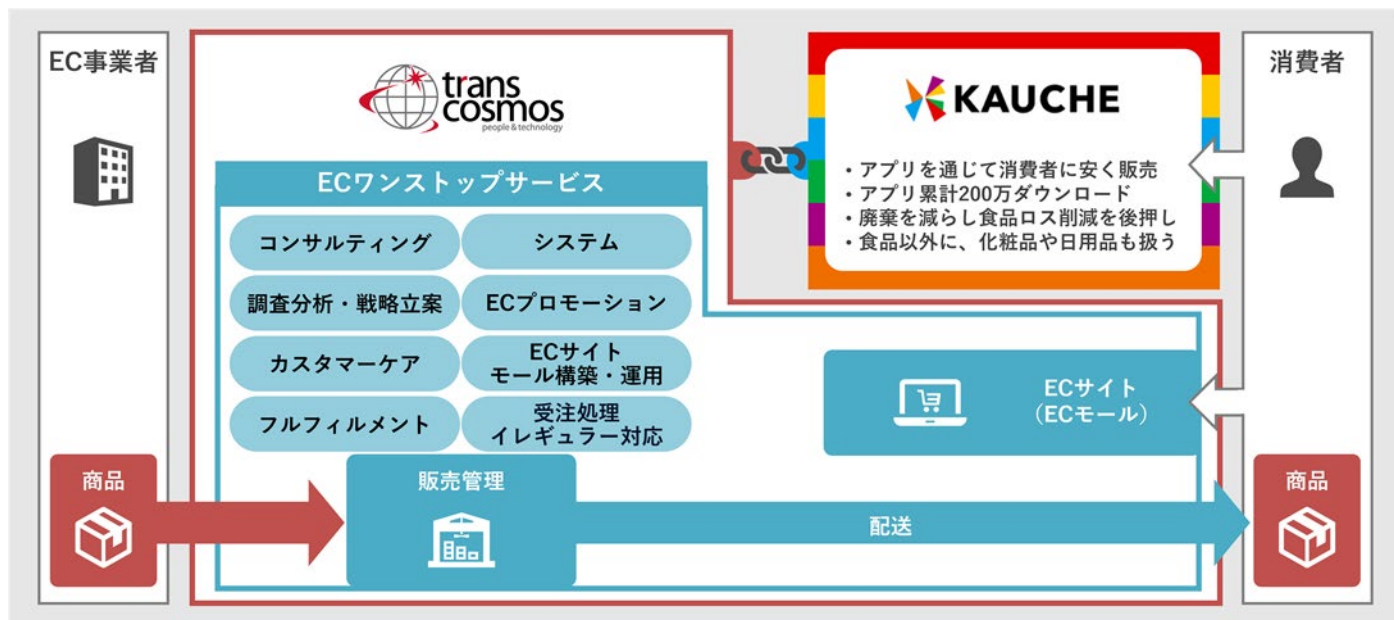 EC事業者
trans
cosmos
people & technology
ECワンストップサービス
コンサルティング
システム
調査分析・戦略立案
ECプロモーション
カスタマーケア
ECサイト
モール構築・運用
フルフィルメント
受注処理
イレギュラー対応
KAUCHE
・アプリを通じて消費者に安く販売
・アプリ累計200万ダウンロード
・廃棄を減らし食品ロス削減を後押し
・食品以外に、化粧品や日用品も扱う
消費者
ECサイト
(ECモール)
商品
販売管理
配送
商品